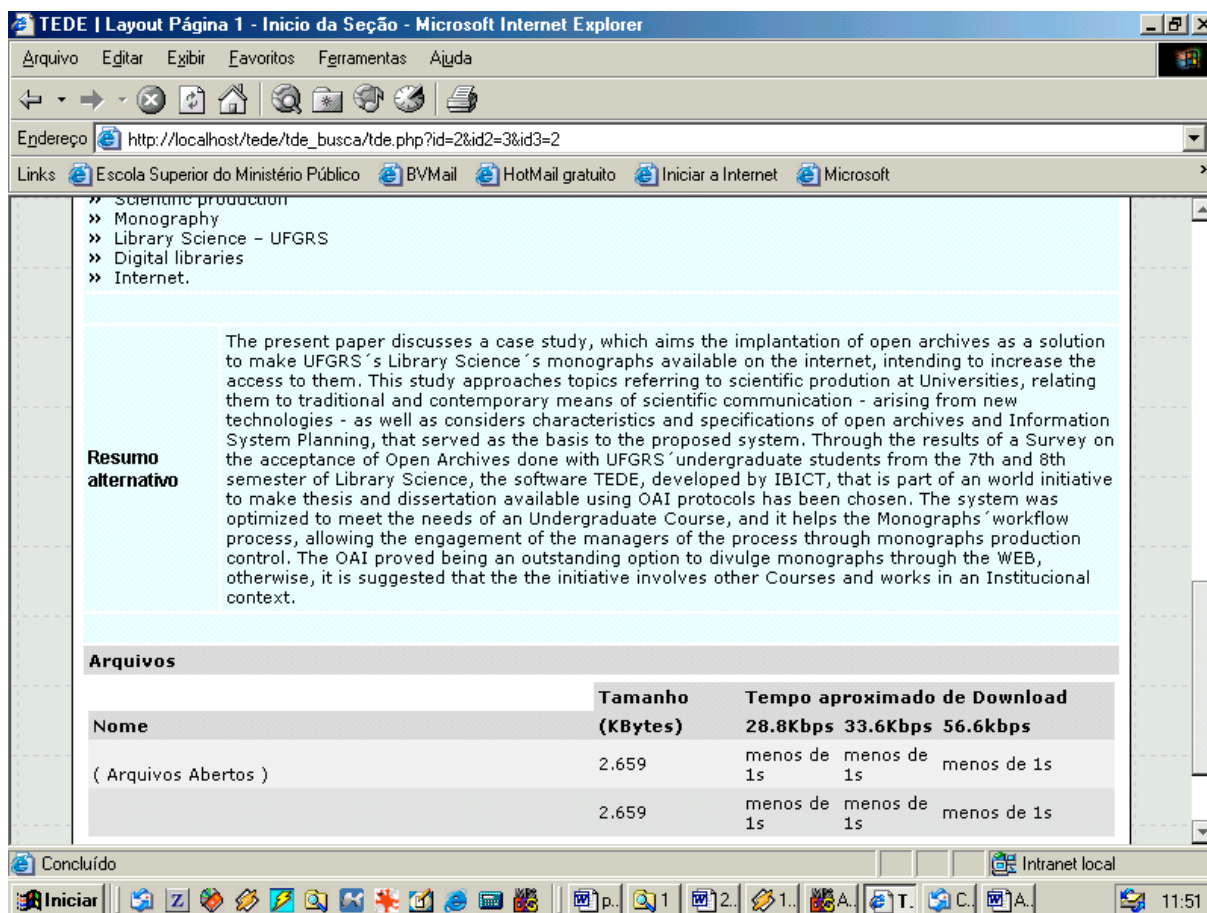 TEDE | Layout Página 1 - Inicio da Seção - Microsoft Internet Explorer
Arquivo Editar Exibir Favoritos Ferramentas Ajuda
Endereço http://localhost/tede/tde_busca/tde.php?id=2&id2=3&id3=2
Links Escola Superior do Ministério Público BVMail HotMail gratuito Iniciar a Internet Microsoft
» Scientific production
» Monography
» Library Science – UFGRS
» Digital libraries
» Internet.
Resumo alternativo
The present paper discusses a case study, which aims the implantation of open archives as a solution
to make UFGRS´s Library Science´s monographs available on the internet, intending to increase the
access to them. This study approaches topics referring to scientific prodution at Universities, relating
them to traditional and contemporary means of scientific communication - arising from new
technologies - as well as considers characteristics and specifications of open archives and Information
System Planning, that served as the basis to the proposed system. Through the results of a Survey on
the acceptance of Open Archives done with UFGRS´undergraduate students from the 7th and 8th
semester of Library Science, the software TEDE, developed by IBICT, that is part of an world initiative
to make thesis and dissertation available using OAI protocols has been chosen. The system was
optimized to meet the needs of an Undergraduate Course, and it helps the Monographs´workflow
process, allowing the engagement of the managers of the process through monographs production
control. The OAI proved being an outstanding option to divulge monographs through the WEB,
otherwise, it is suggested that the the initiative involves other Courses and works in an Institucional
context.
Arquivos
Tamanho Tempo aproximado de Download
Nome (KBytes) 28.8Kbps 33.6Kbps 56.6kbps
( Arquivos Abertos ) 2.659 menos de 1s menos de 1s menos de 1s
2.659 menos de 1s menos de 1s menos de 1s
Concluído Intranet local
Iniciar p.. 1 2.. 1.. A.. T. C.. A.. 11:51